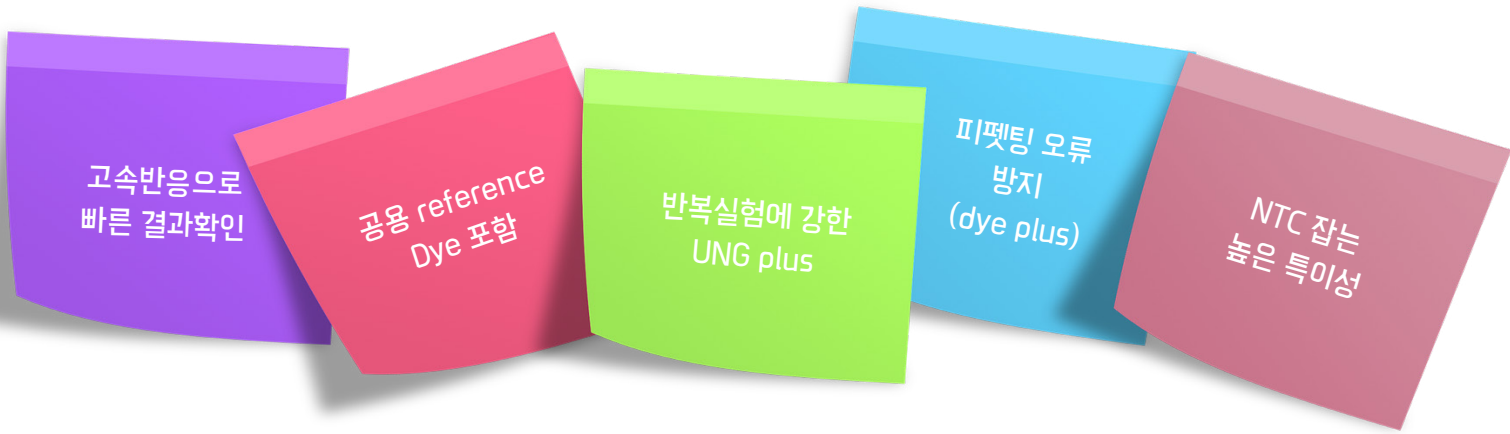 고속반응으로
빠른 결과확인
공용 reference
Dye 포함
반복실험에 강한
UNG plus
피펫팅 오류
방지
(dye plus)
NTC 잡는
높은 특이성